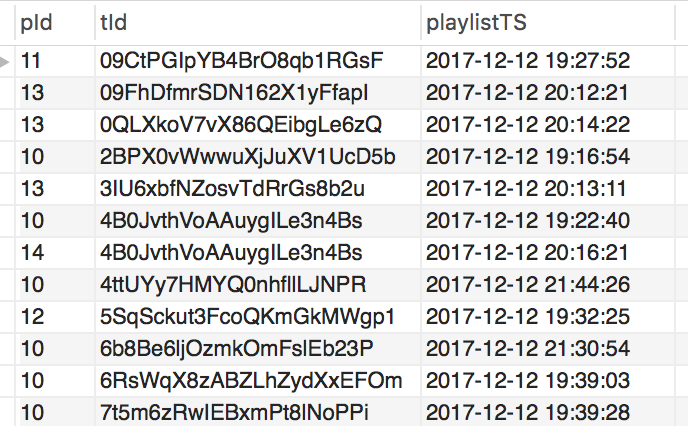 pId tId playlistTS
11 09CtPGIpYB4BrO8qb1RGsF 2017-12-12 19:27:52
13 09FhDfmrSDN162X1yFfapI 2017-12-12 20:12:21
13 0QLXkoV7vX86QEibgLe6zQ 2017-12-12 20:14:22
10 2BPX0vWwwuXjJuXV1UcD5b 2017-12-12 19:16:54
13 3IU6xbfNZosvTdRrGs8b2u 2017-12-12 20:13:11
10 4B0JvthVoAAuygILe3n4Bs 2017-12-12 19:22:40
14 4B0JvthVoAAuygILe3n4Bs 2017-12-12 20:16:21
10 4ttUYy7HMYQ0nhfllLJNPR 2017-12-12 21:44:26
12 5SqSckut3FcoQKmGkMWgp1 2017-12-12 19:32:25
10 6b8Be6ljOzmkOmFslEb23P 2017-12-12 21:30:54
10 6RsWqX8zABZLhZydXxEFOm 2017-12-12 19:39:03
10 7t5m6zRwIEBxmPt8lNoPPi 2017-12-12 19:39:28